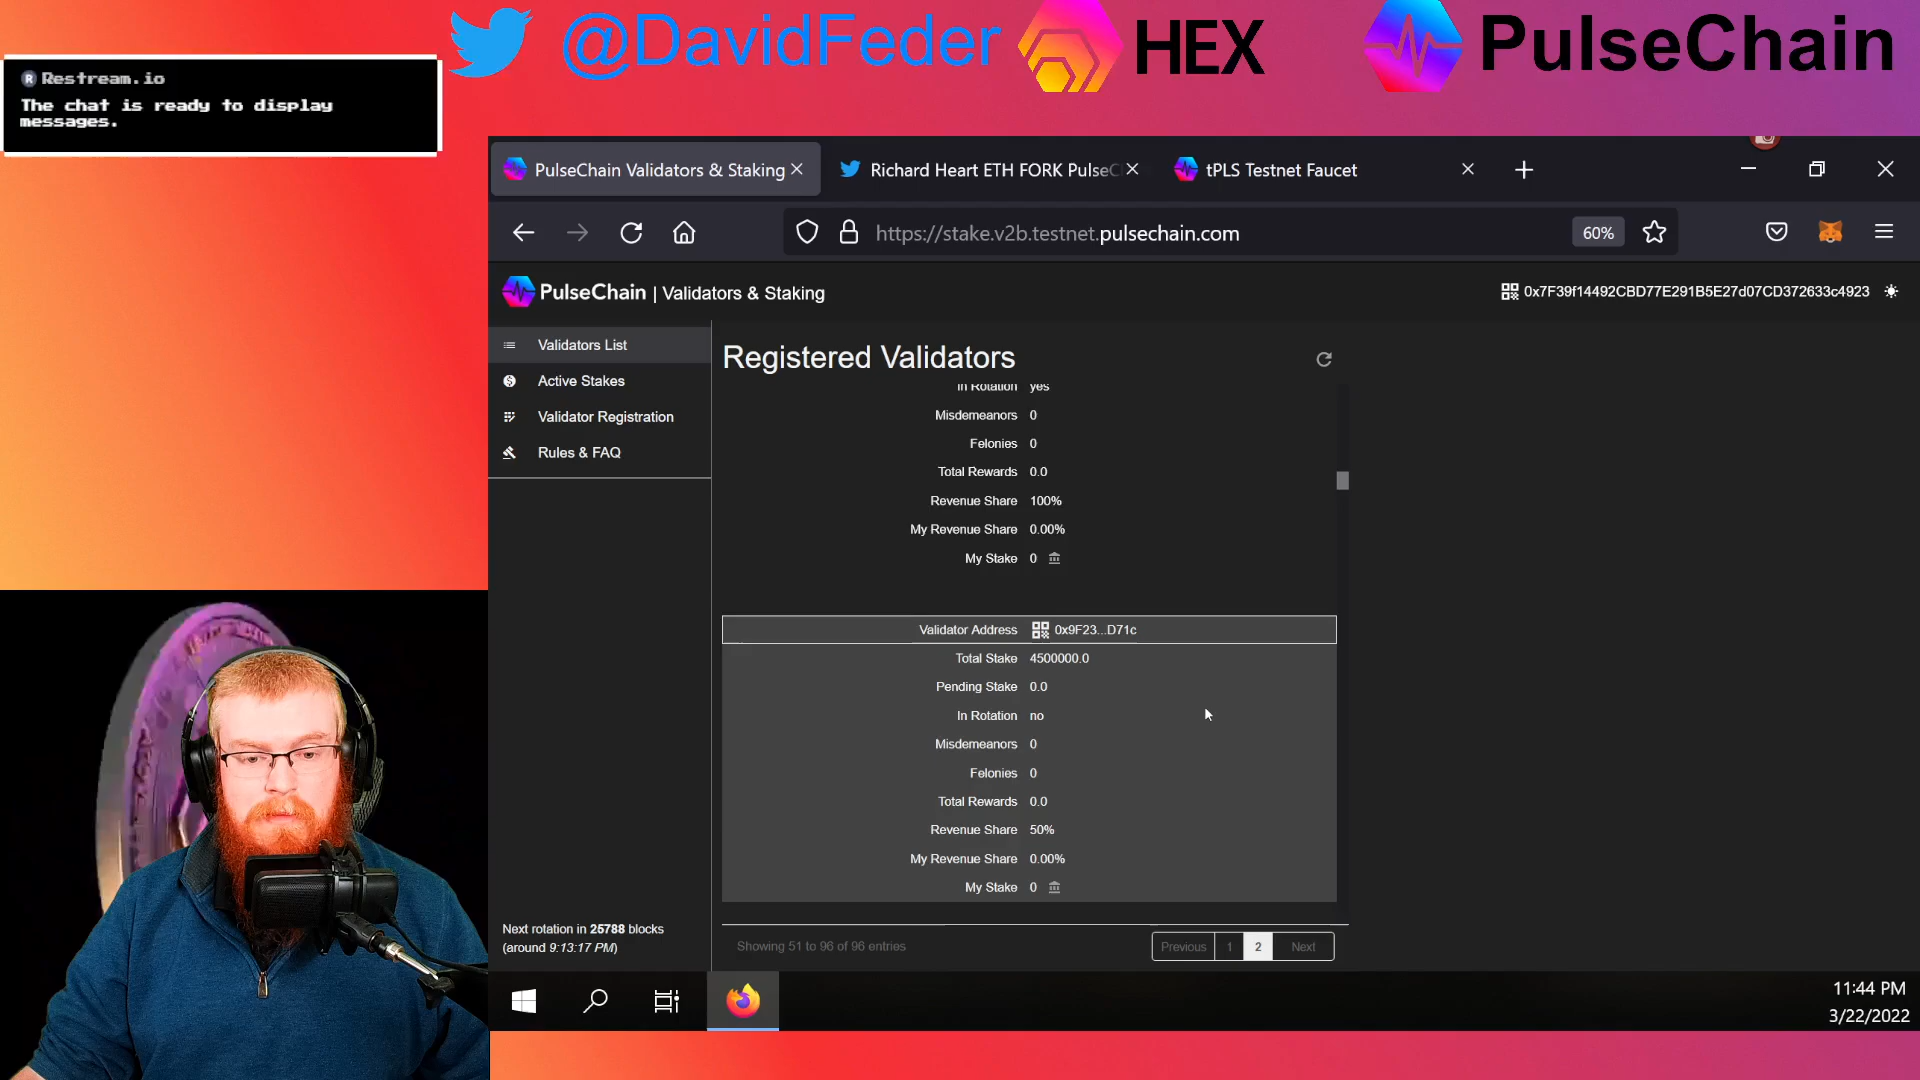 @DavidFeder HEX PulseChain
Restream.io
The chat is ready to display
messages.
PulseChain Validators & Staking
Richard Heart ETH FORK PulseC
tPLS Testnet Faucet
https://stake.v2b.testnet.pulsechain.com
60%
PulseChain | Validators & Staking
0x7F39f14492CBD77E291B5E27d07CD372633c4923
Validators List
Active Stakes
Validator Registration
Rules & FAQ
Registered Validators
In Rotation yes
Misdemeanors 0
Felonies 0
Total Rewards 0.0
Revenue Share 100%
My Revenue Share 0.00%
My Stake 0
Validator Address 0x9F23...D71c
Total Stake 4500000.0
Pending Stake 0.0
In Rotation no
Misdemeanors 0
Felonies 0
Total Rewards 0.0
Revenue Share 50%
My Revenue Share 0.00%
My Stake 0
Next rotation in 25788 blocks
(around 9:13:17 PM)
Showing 51 to 96 of 96 entries
Previous 1 2 Next
11:44 PM
3/22/2022